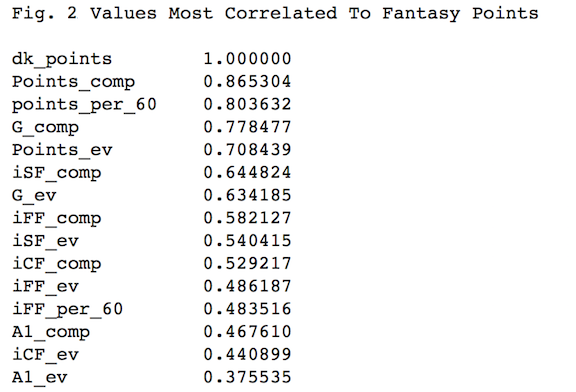 Fig. 2 Values Most Correlated To Fantasy Points
dk_points 1.000000
Points_comp 0.865304
points_per_60 0.803632
G_comp 0.778477
Points_ev 0.708439
iSF_comp 0.644824
G_ev 0.634185
iFF_comp 0.582127
iSF_ev 0.540415
iCF_comp 0.529217
iFF_ev 0.486187
iFF_per_60 0.483516
A1_comp 0.467610
iCF_ev 0.440899
A1_ev 0.375535